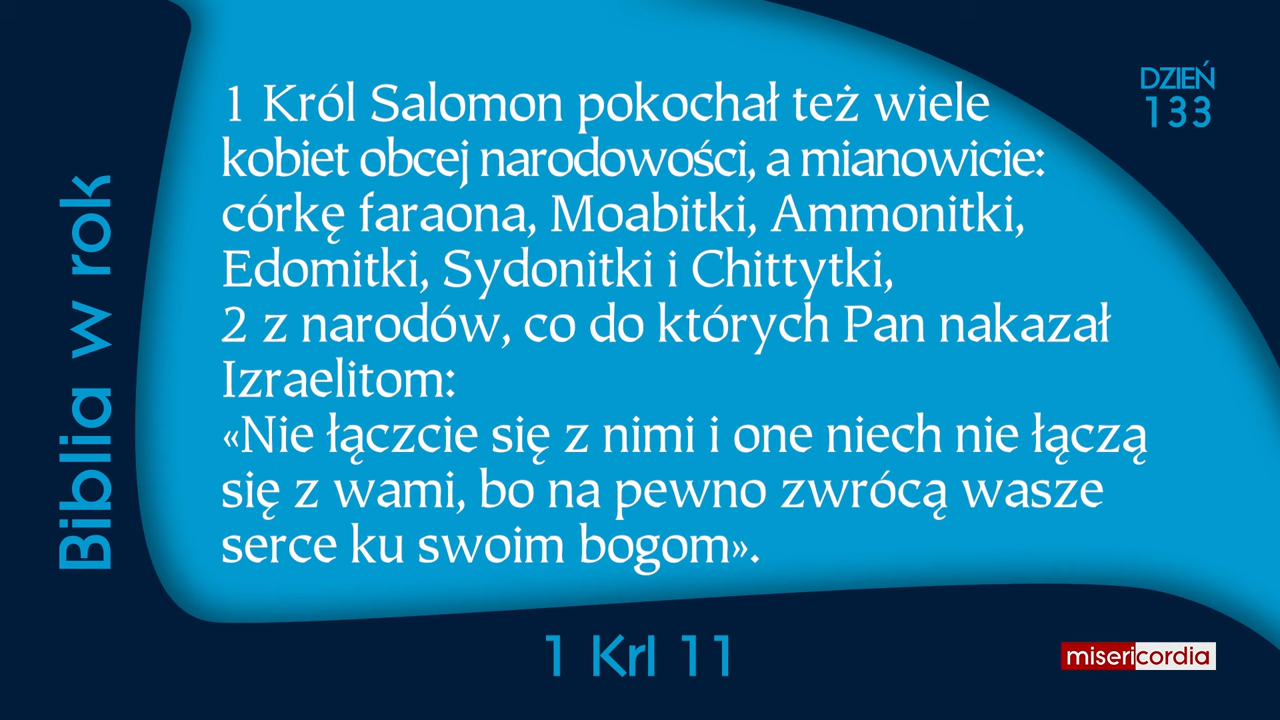 DZIEŃ
133
1 Król Salomon pokochał też wiele
kobiet obcej narodowości, a mianowicie:
córkę faraona, Moabitki, Ammonitki,
Edomitki, Sydonitki i Chittytki,
2 z narodów, co do których Pan nakazał
Izraelitom:
«Nie łączcie się z nimi i one niech nie łączą
się z wami, bo na pewno zwrócą wasze
serce ku swoim bogom».
Biblia w rok
1 Krl 11
misericordia